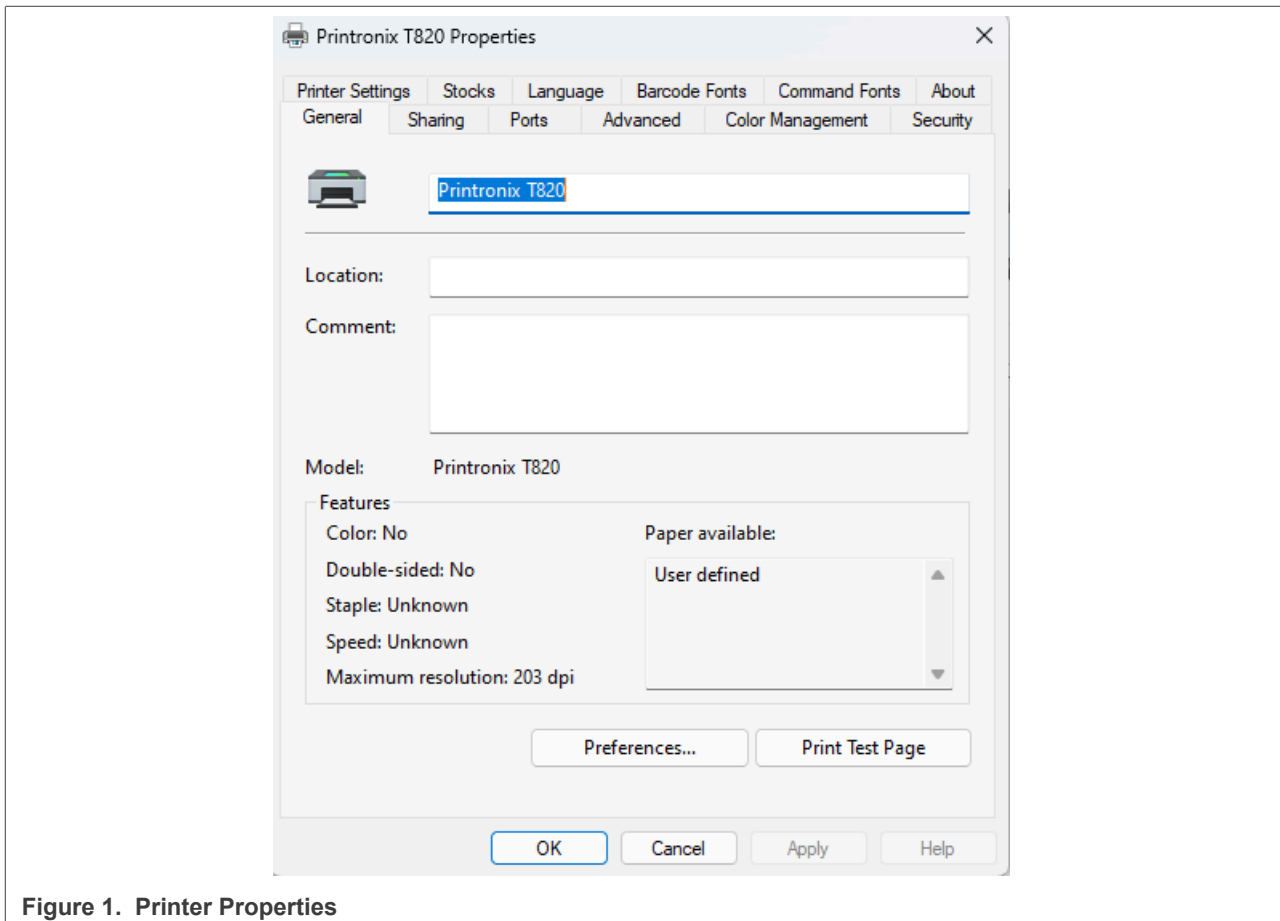 Printronix T820 Properties
Printer Settings Stocks Language Barcode Fonts Command Fonts About
General Sharing Ports Advanced Color Management Security
Printronix T820
Location:
Comment:
Model: Printronix T820
Features
Color: No
Paper available:
Double-sided: No
User defined
Staple: Unknown
Speed: Unknown
Maximum resolution: 203 dpi
Preferences... Print Test Page
OK Cancel Apply Help
Figure 1. Printer Properties